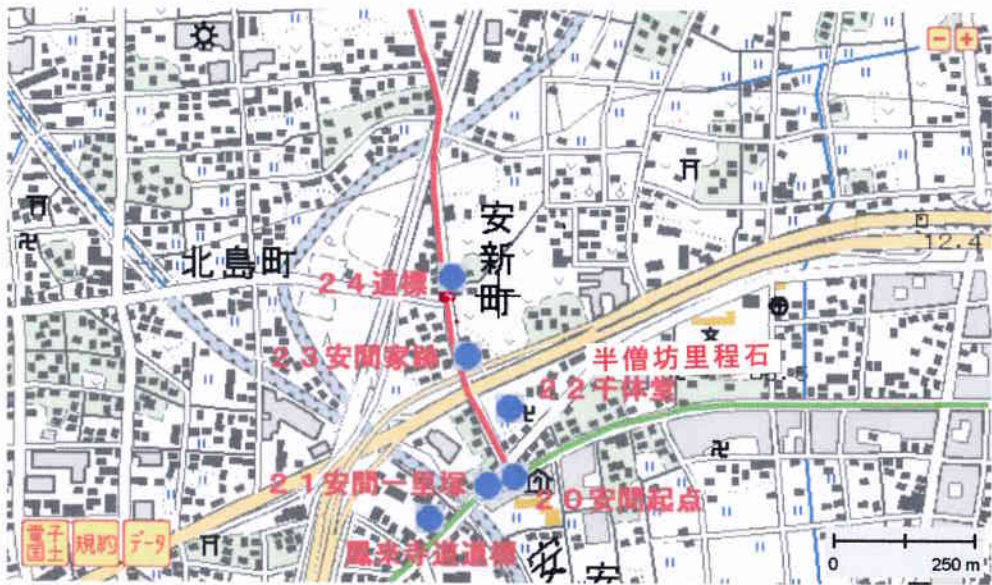 安新町
北島町
24道標
12.4
23安間家跡
半僧坊里程石
22千体堂
21安間一里塚
20安間起点
鳳来寺道道標
電子国土
規約
データ
安
0
250 m